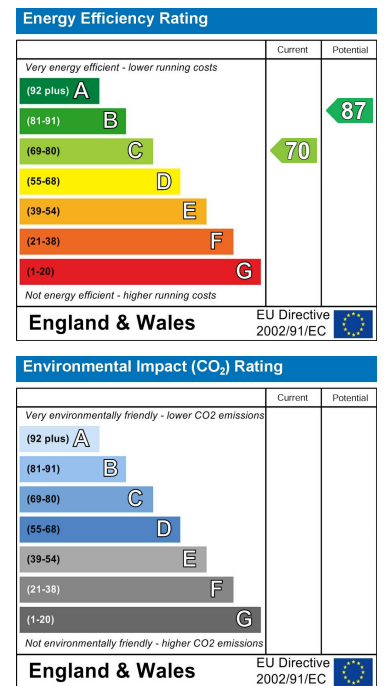 Energy Efficiency Rating
Current Potential
Very energy efficient - lower running costs
(92 plus) A
(81-91) B
87
(69-80) C
70
(55-68) D
(39-54) E
(21-38) F
(1-20) G
Not energy efficient - higher running costs
England & Wales
EU Directive
2002/91/EC
Environmental Impact (CO₂) Rating
Current Potential
Very environmentally friendly - lower CO2 emissions
(92 plus) A
(81-91) B
(69-80) C
(55-68) D
(39-54) E
(21-38) F
(1-20) G
Not environmentally friendly - higher CO2 emissions
England & Wales
EU Directive
2002/91/EC